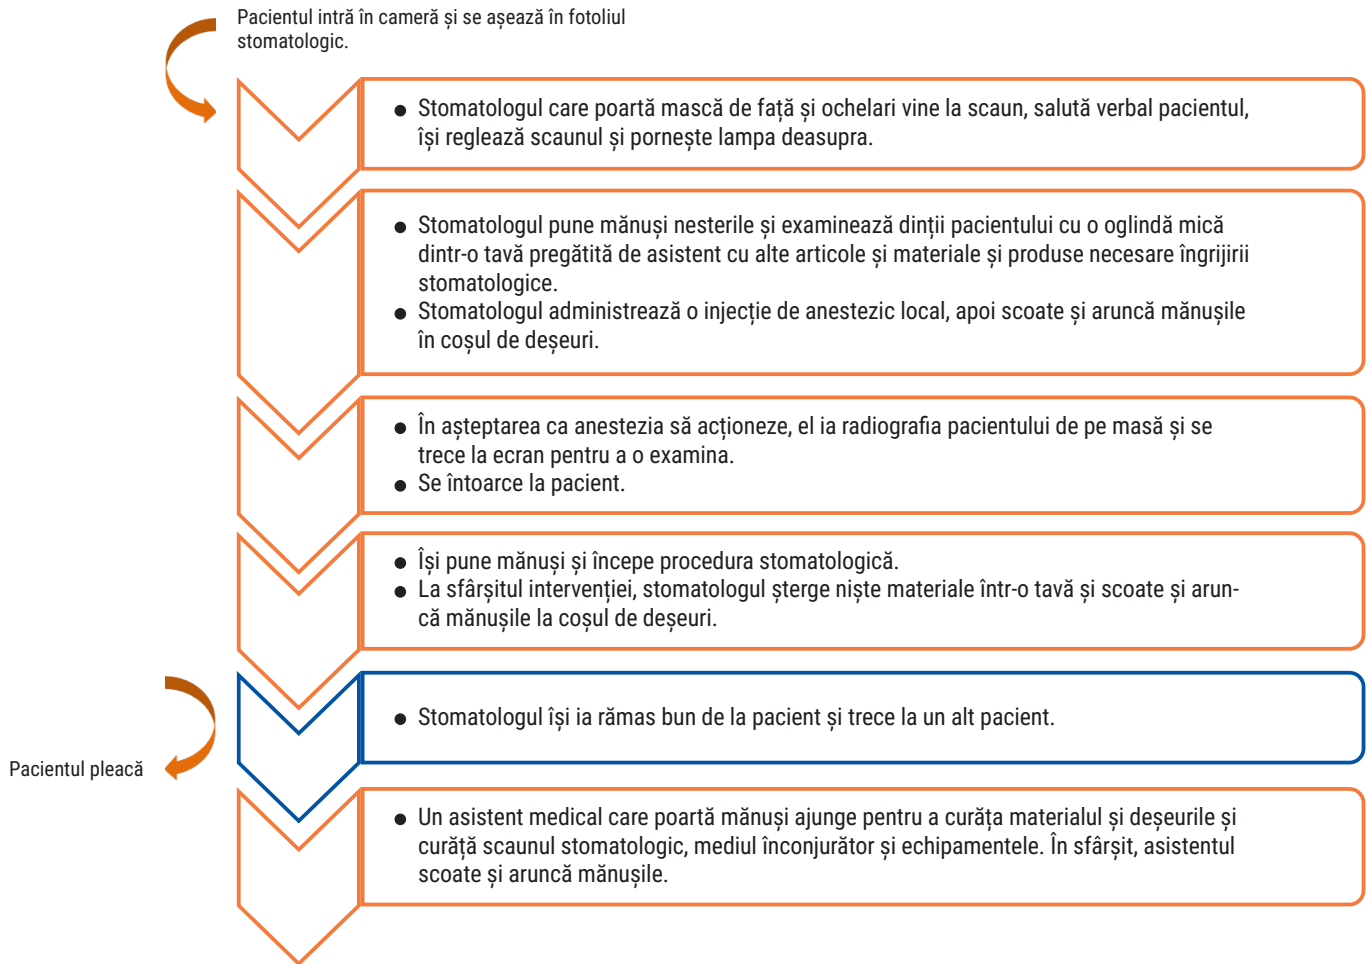 Pacientul intră în cameră și se așează în fotoliul
stomatologic.
● Stomatologul care poartă mască de față și ochelari vine la scaun, salută verbal pacientul,
își reglează scaunul și pornește lampa deasupra.
● Stomatologul pune mănuși nesterile și examinează dinții pacientului cu o oglindă mică
dintr-o tavă pregătită de asistent cu alte articole și materiale și produse necesare îngrijirii
stomatologice.
● Stomatologul administrează o injecție de anestezic local, apoi scoate și aruncă mănușile
în coșul de deșeuri.
● În așteptarea ca anestezia să acționeze, el ia radiografia pacientului de pe masă și se
trece la ecran pentru a o examina.
● Se întoarce la pacient.
● Își pune mănuși și începe procedura stomatologică.
● La sfârșitul intervenției, stomatologul șterge niște materiale într-o tavă și scoate și arun-
că mănușile la coșul de deșeuri.
● Stomatologul își ia rămas bun de la pacient și trece la un alt pacient.
Pacientul pleacă
● Un asistent medical care poartă mănuși ajunge pentru a curăța materialul și deșeurile și
curăță scaunul stomatologic, mediul înconjurător și echipamentele. În sfârșit, asistentul
scoate și aruncă mănușile.